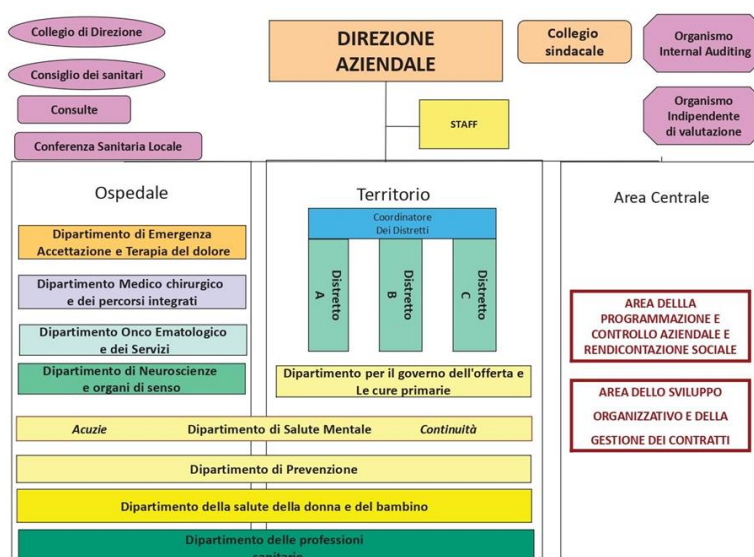 Collegio di Direzione
Consiglio dei sanitari
Consulte
Conferenza Sanitaria Locale
DIREZIONE
AZIENDALE
Collegio
sindacale
Organismo
Internal Auditing
STAFF
Organismo
Indipendente
di valutazione
Ospedale
Dipartimento di Emergenza
Accettazione e Terapia del dolore
Dipartimento Medico chirurgico
e dei percorsi integrati
Dipartimento Onco Ematologico
e dei Servizi
Dipartimento di Neuroscienze
e organi di senso
Territorio
Coordinatore
Dei Distretti
Distretto
A
Distretto
B
Distretto
C
Dipartimento per il governo dell'offerta e
Le cure primarie
Acuzie Dipartimento di Salute Mentale Continuità
Dipartimento di Prevenzione
Dipartimento della salute della donna e del bambino
Dipartimento delle professioni
sanitarie
Area Centrale
AREA DELLLA
PROGRAMMAZIONE E
CONTROLLO AZIENDALE E
RENDICONTAZIONE SOCIALE
AREA DELLO SVILUPPO
ORGANIZZATIVO E DELLA
GESTIONE DEI CONTRATTI